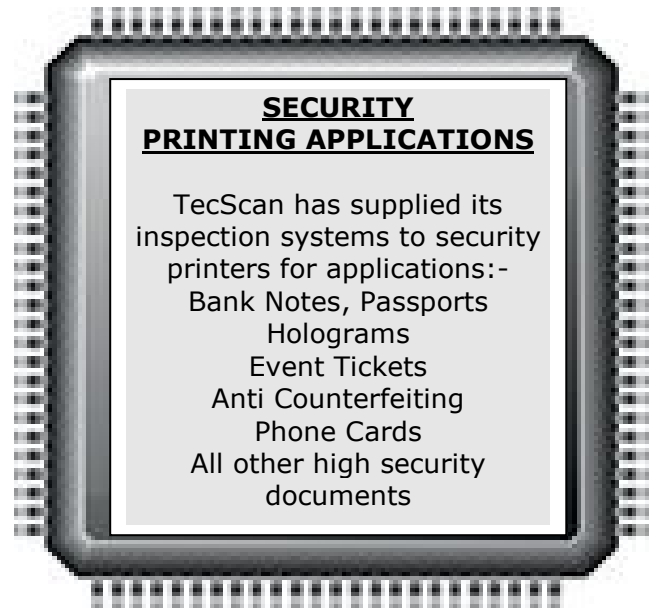 SECURITY
PRINTING APPLICATIONS
TecScan has supplied its
inspection systems to security
printers for applications:-
Bank Notes, Passports
Holograms
Event Tickets
Anti Counterfeiting
Phone Cards
All other high security
documents